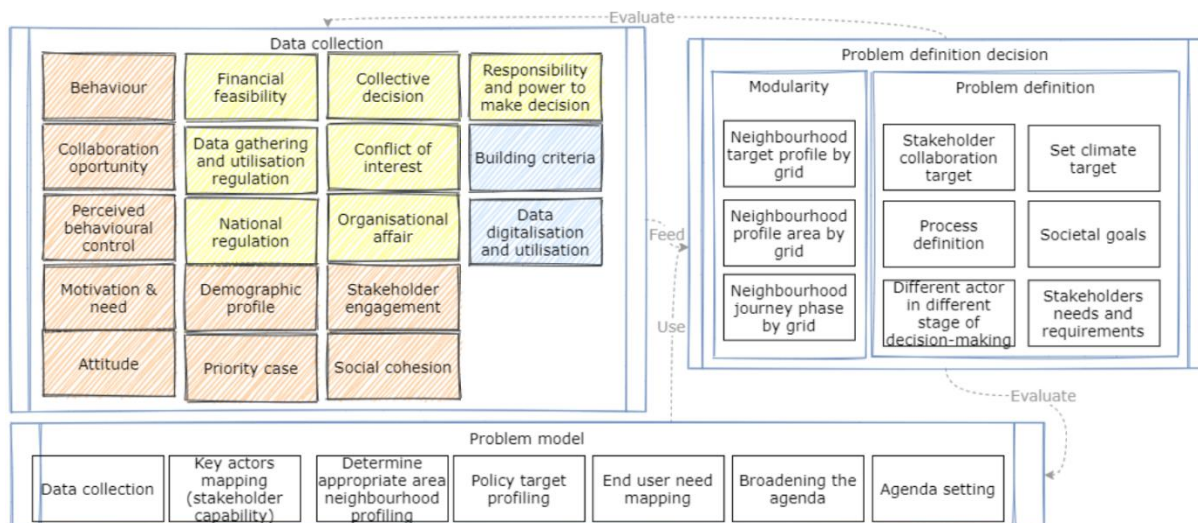 Evaluate
Data collection
Behaviour
Financial
feasibility
Collective
decision
Responsibility
and power to
make decision
Collaboration
oportunity
Data gathering
and utilisation
regulation
Conflict of
interest
Building criteria
Perceived
behavioural
control
National
regulation
Organisational
affair
Data
digitalisation
and utilisation
Motivation &
need
Demographic
profile
Stakeholder
engagement
Attitude
Priority case
Social cohesion
Feed
Use
Problem definition decision
Modularity
Neighbourhood
target profile by
grid
Neighbourhood
profile area by
grid
Neighbourhood
journey phase by
grid
Problem definition
Stakeholder
collaboration
target
Set climate
target
Process
definition
Societal goals
Different actor
in different
stage of
decision-making
Stakeholders
needs and
requirements
Evaluate
Problem model
Data collection
Key actors
mapping
(stakeholder
capability)
Determine
appropriate area
neighbourhood
profiling
Policy target
profiling
End user need
mapping
Broadening the
agenda
Agenda setting